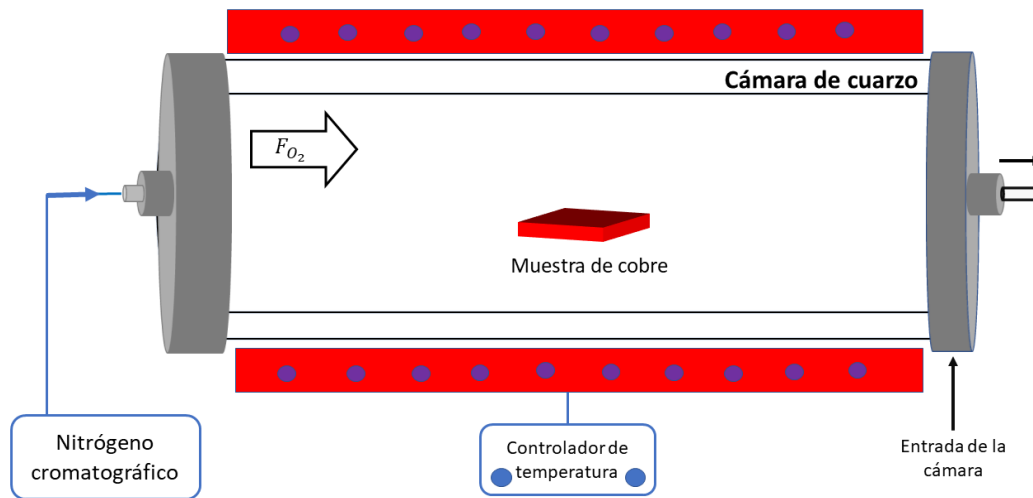 Cámara de cuarzo
F_{O_2}
Muestra de cobre
Nitrógeno
cromatográfico
Controlador de
temperatura
Entrada de la
cámara